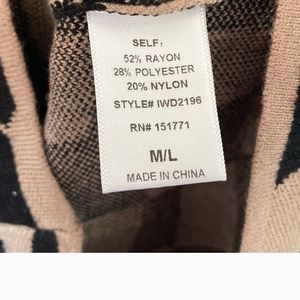 SELF:
52% RAYON
28% POLYESTER
20% NYLON
STYLE# IWD2196
RN# 151771
M/L
MADE IN CHINA